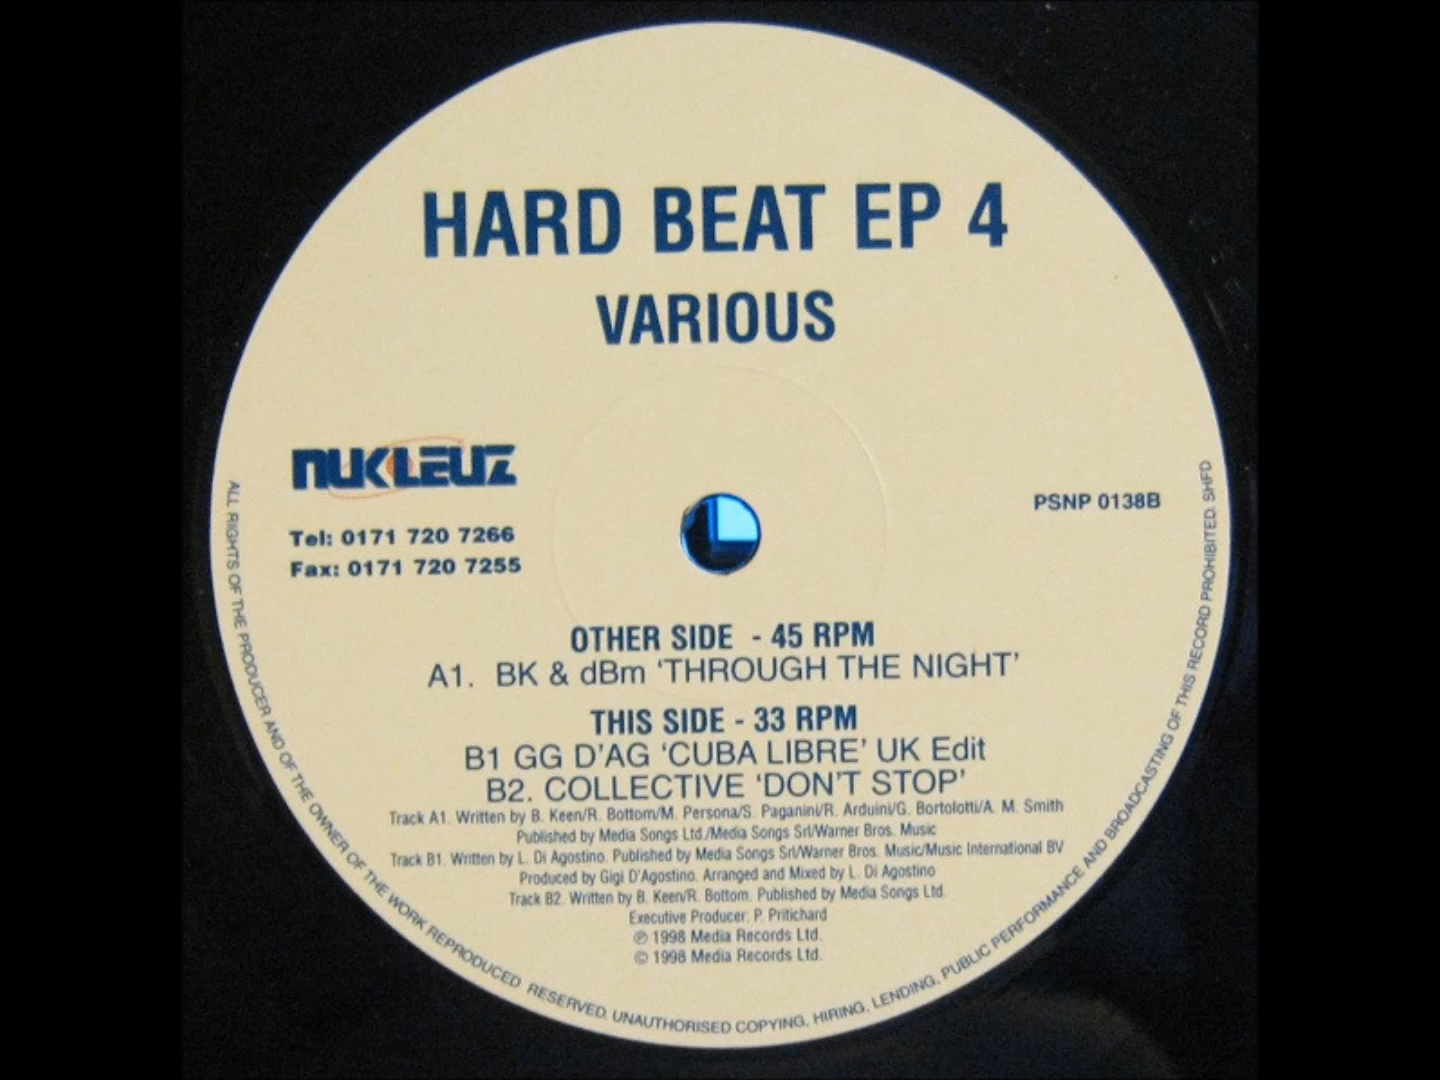 HARD BEAT EP 4
VARIOUS
NUKLEUZ
Tel: 0171 720 7266
Fax: 0171 720 7255
PSNP 0138B
OTHER SIDE - 45 RPM
A1. BK & dBm ‘THROUGH THE NIGHT’
THIS SIDE - 33 RPM
B1 GG D’AG ‘CUBA LIBRE’ UK Edit
B2. COLLECTIVE ‘DON’T STOP’
Track A1. Written by B. Keen/R. Bottom/M. Persona/S. Paganini/R. Arduini/G. Bortolotti/A. M. Smith
Published by Media Songs Ltd./Media Songs Srl/Warner Bros. Music
Track B1. Written by L. Di Agostino. Published by Media Songs Srl/Warner Bros. Music/Music International BV
Produced by Gigi D'Agostino. Arranged and Mixed by L. Di Agostino
Track B2. Written by B. Keen/R. Bottom. Published by Media Songs Ltd.
Executive Producer: P. Pritichard
℗ 1998 Media Records Ltd.
© 1998 Media Records Ltd.
ALL RIGHTS OF THE PRODUCER AND OF THE OWNER OF THE WORK REPRODUCED RESERVED. UNAUTHORISED COPYING, HIRING, LENDING, PUBLIC PERFORMANCE AND BROADCASTING OF THIS RECORD PROHIBITED. SHFD